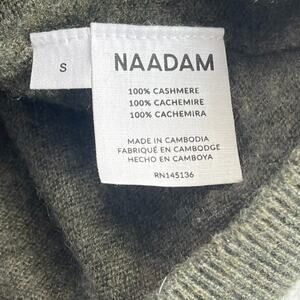 S
NAADAM
100% CASHMERE
100% CACHEMIRE
100% CACHEMIRA
MADE IN CAMBODIA
FABRIQUÉ EN CAMBODGE
HECHO EN CAMBOYA
RN145136